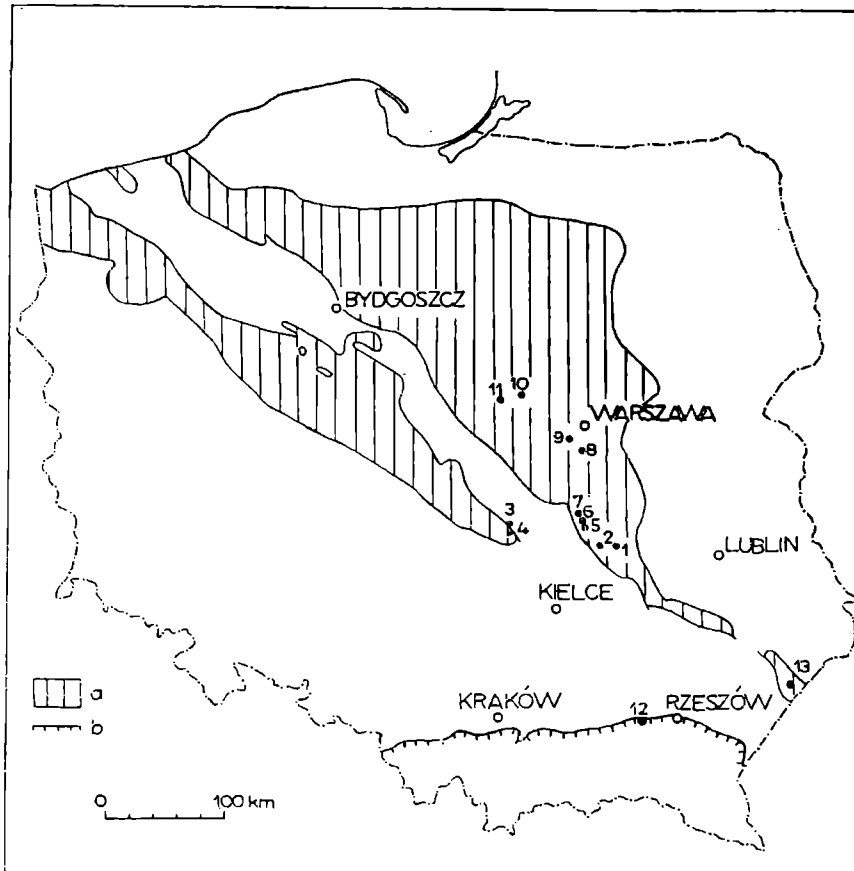 BYDGOSZCZ
11 10
WARSZAWA
9 8
7
6
5
3
4
2 1
LUBLIN
KIELCE
13
a
b
KRAKÓW
12 RZESZÓW
0 100 km